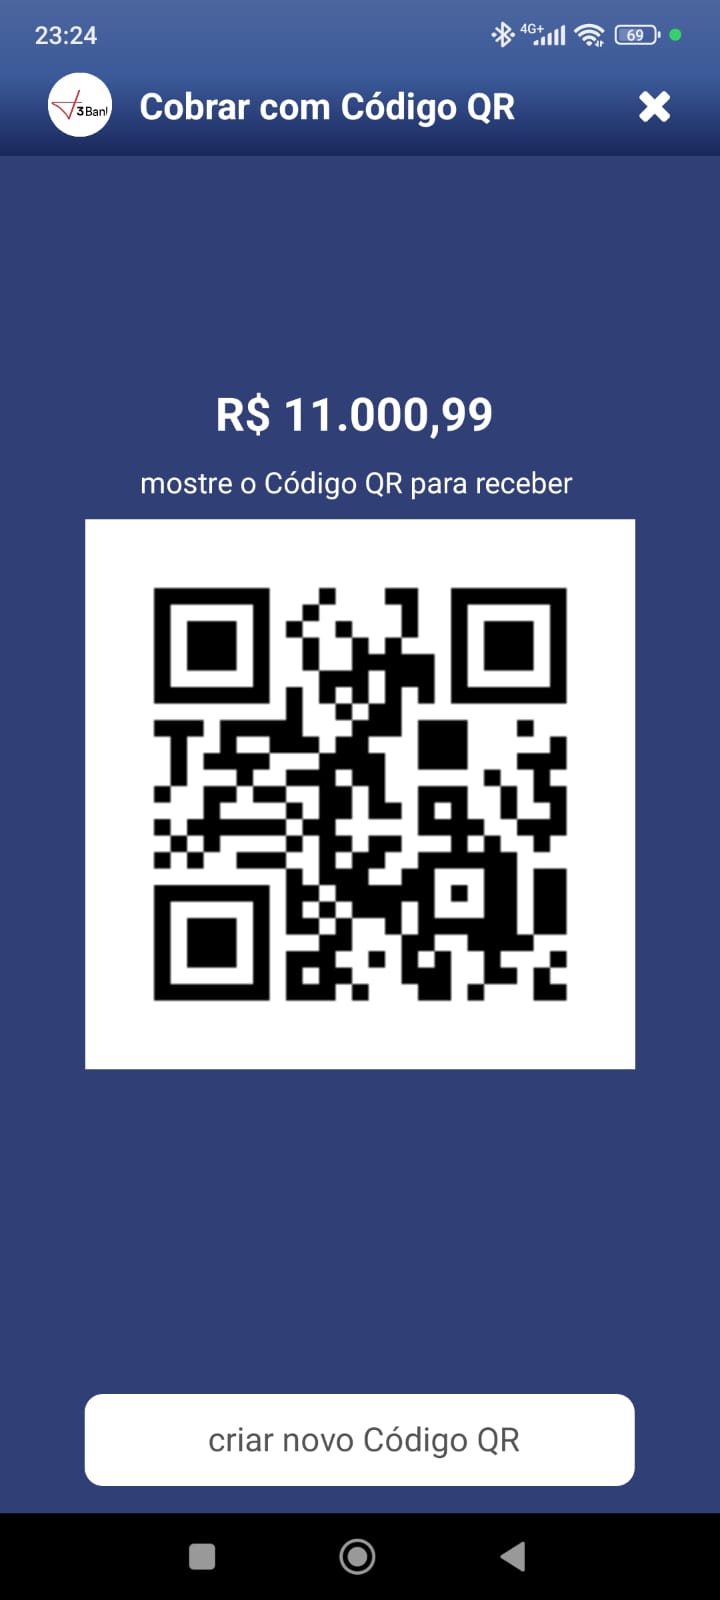 23:24
4G+
69
3Ban!
Cobrar com Código QR
R$ 11.000,99
mostre o Código QR para receber
criar novo Código QR